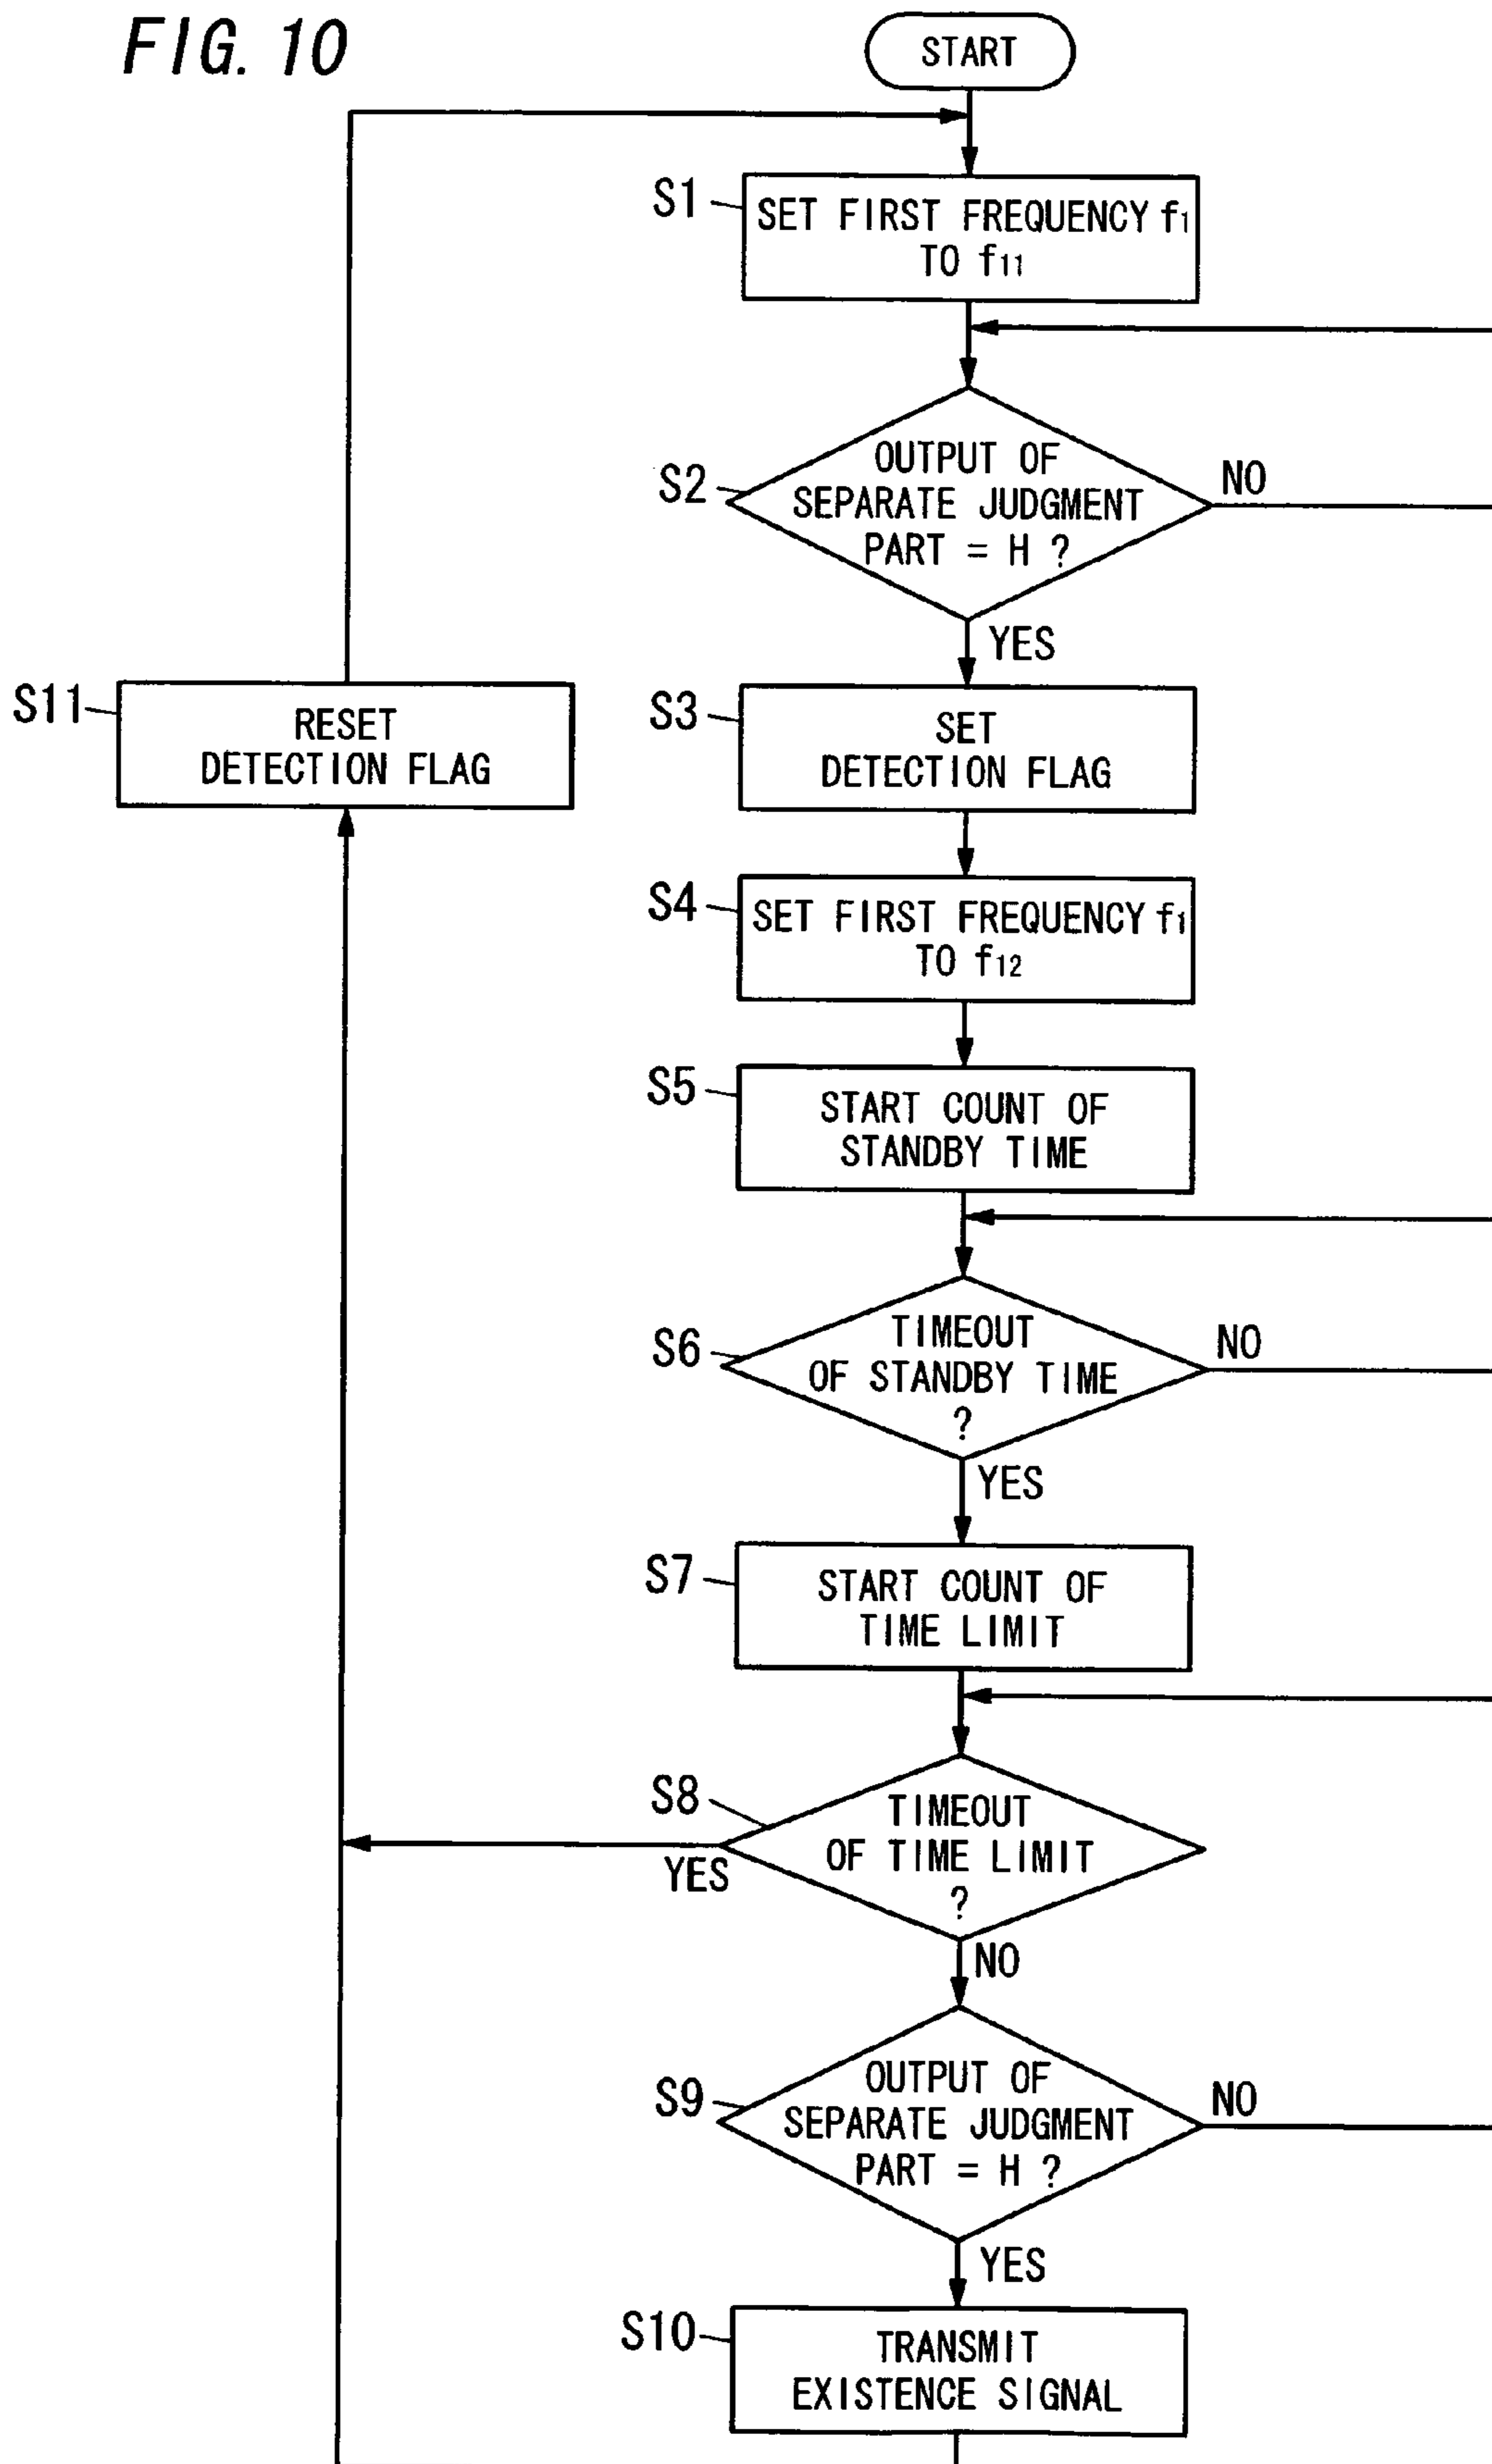 FIG. 10
START
S1
SET FIRST FREQUENCY f1
TO f11
S2
OUTPUT OF
SEPARATE JUDGMENT
PART = H ?
NO
YES
S11
RESET
DETECTION FLAG
S3
SET
DETECTION FLAG
S4
SET FIRST FREQUENCY f1
TO f12
S5
START COUNT OF
STANDBY TIME
S6
TIMEOUT
OF STANDBY TIME
?
NO
YES
S7
START COUNT OF
TIME LIMIT
S8
TIMEOUT
OF TIME LIMIT
?
YES
NO
S9
OUTPUT OF
SEPARATE JUDGMENT
PART = H ?
NO
YES
S10
TRANSMIT
EXISTENCE SIGNAL